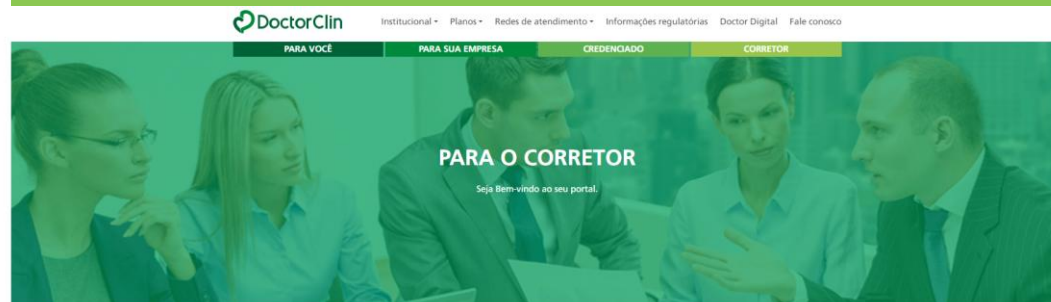 DoctorClin
Institucional Planos Redes de atendimento Informações regulatórias Doctor Digital Fale conosco
PARA VOCÊ PARA SUA EMPRESA CREDENCIADO CORRETOR
PARA O CORRETOR
Seja Bem-vindo ao seu portal.